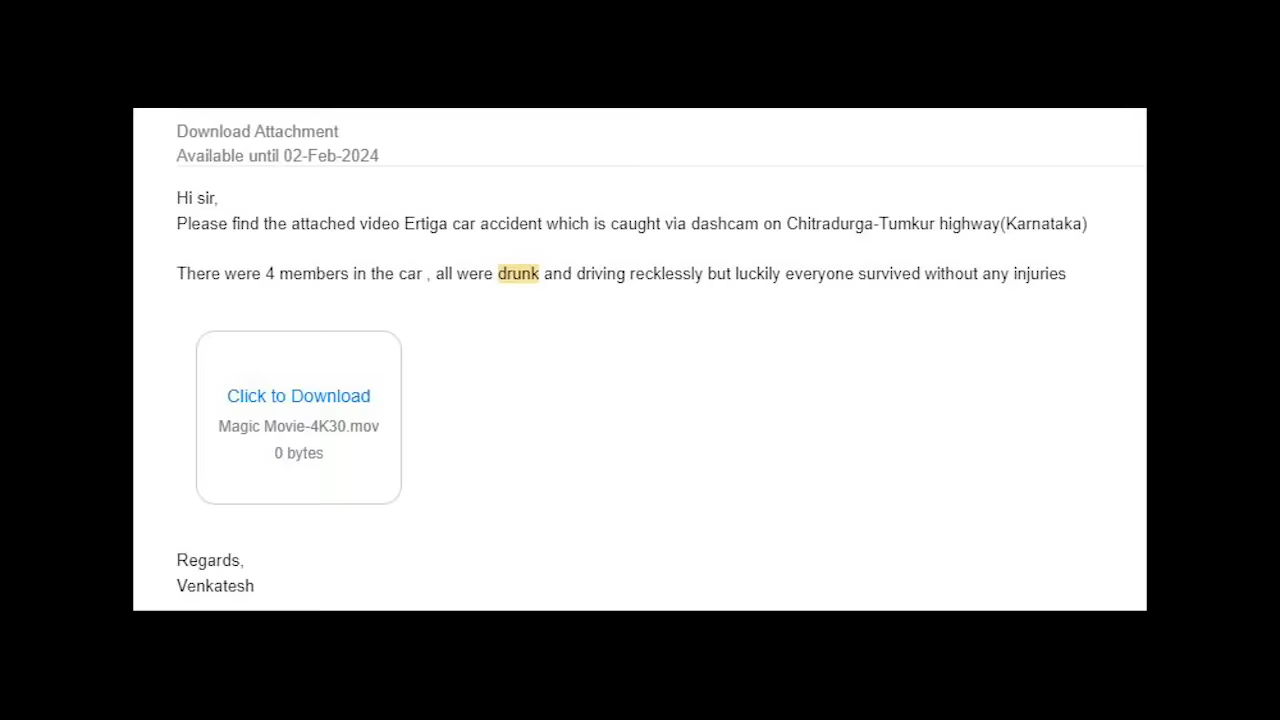 Download Attachment
Available until 02-Feb-2024
Hi sir,
Please find the attached video Ertiga car accident which is caught via dashcam on Chitradurga-Tumkur highway(Karnataka)
There were 4 members in the car , all were drunk and driving recklessly but luckily everyone survived without any injuries
Click to Download
Magic Movie-4K30.mov
0 bytes
Regards,
Venkatesh